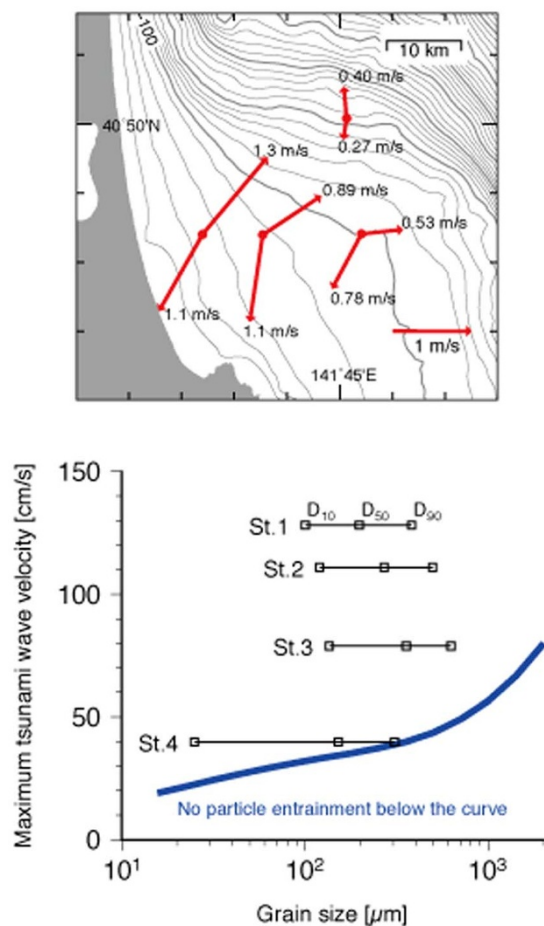 -100
10 km
0.40 m/s
40°50'N
1.3 m/s
0.27 m/s
0.89 m/s
0.53 m/s
0.78 m/s
1.1 m/s
1.1 m/s
1 m/s
141°45'E
Maximum tsunami wave velocity [cm/s]
150
100
50
0
D10 D50 D90
St.1
St.2
St.3
St.4
No particle entrainment below the curve
10¹ 10² 10³
Grain size [µm]